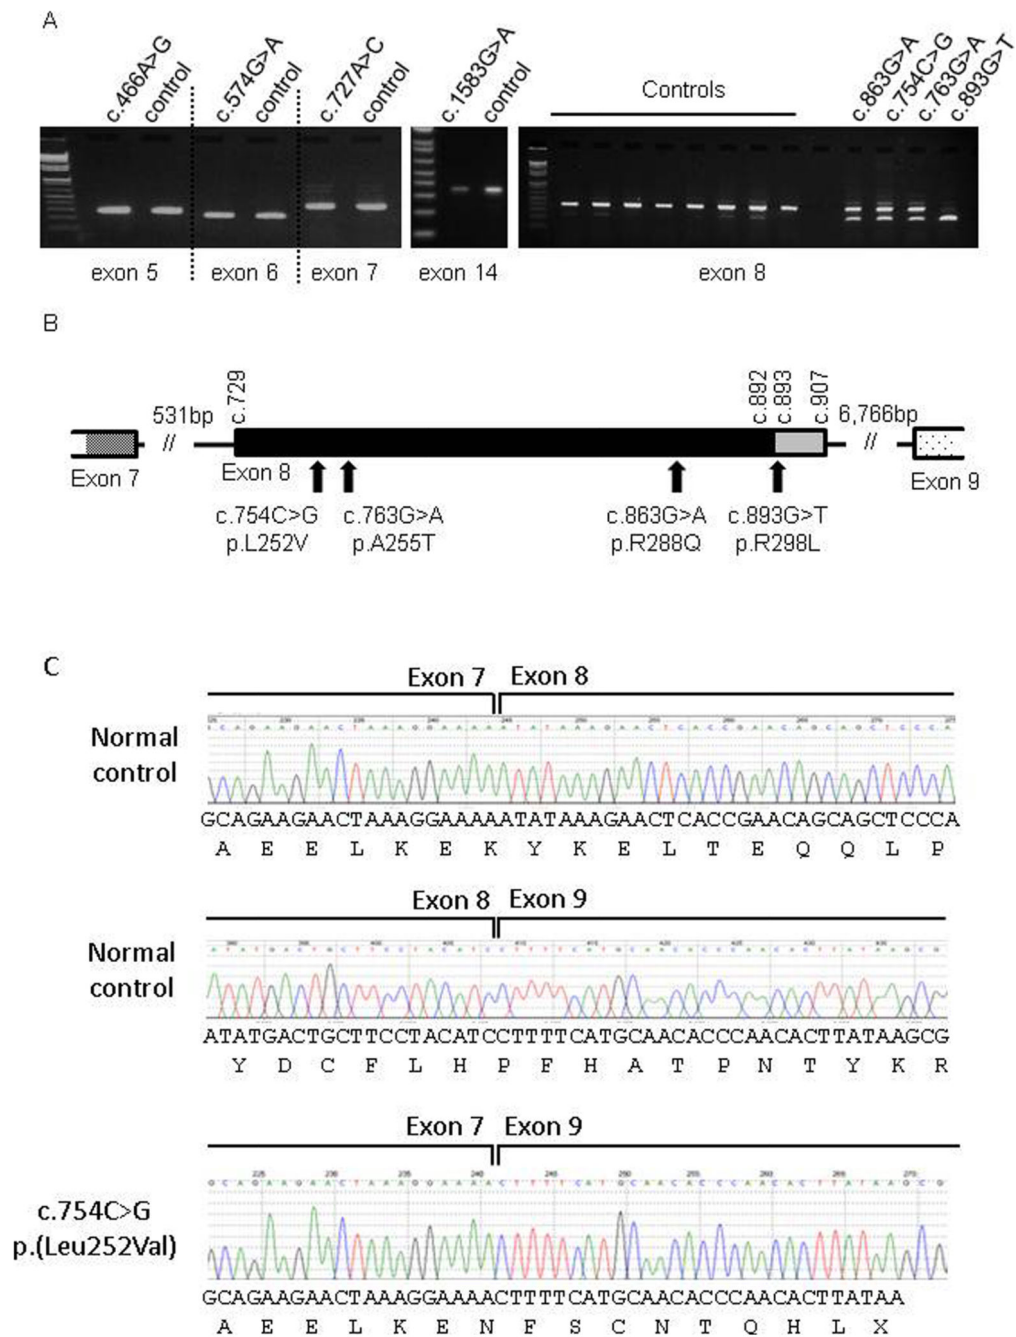 A
c.466A>G
control
c.574G>A
control
c.727A>C
control
c.1583G>A
control
Controls
c.863G>A
c.754C>G
c.763G>A
c.893G>T
exon 5
exon 6
exon 7
exon 14
exon 8
B
c.729
c.892
c.893
c.907
531bp
6,766bp
//
//
Exon 7
Exon 8
Exon 9
c.754C>G
c.763G>A
c.863G>A
c.893G>T
p.L252V
p.A255T
p.R288Q
p.R298L
C
Exon 7
Exon 8
Normal
control
GCAGAAGAACTAAAGGAAAAATATAAAGAACTCACCGAACAGCAGCTCCCA
A E E L K E K Y K E L T E Q Q L P
Exon 8
Exon 9
Normal
control
ATATGACTGCTTCCTACATCCTTTTCATGCAACACCCAACACTTATAAGCG
Y D C F L H P F H A T P N T Y K R
Exon 7
Exon 9
c.754C>G
p.(Leu252Val)
GCAGAAGAACTAAAGGAAAACTTTTCATGCAACACCCAACACTTATAA
A E E L K E N F S C N T Q H L X